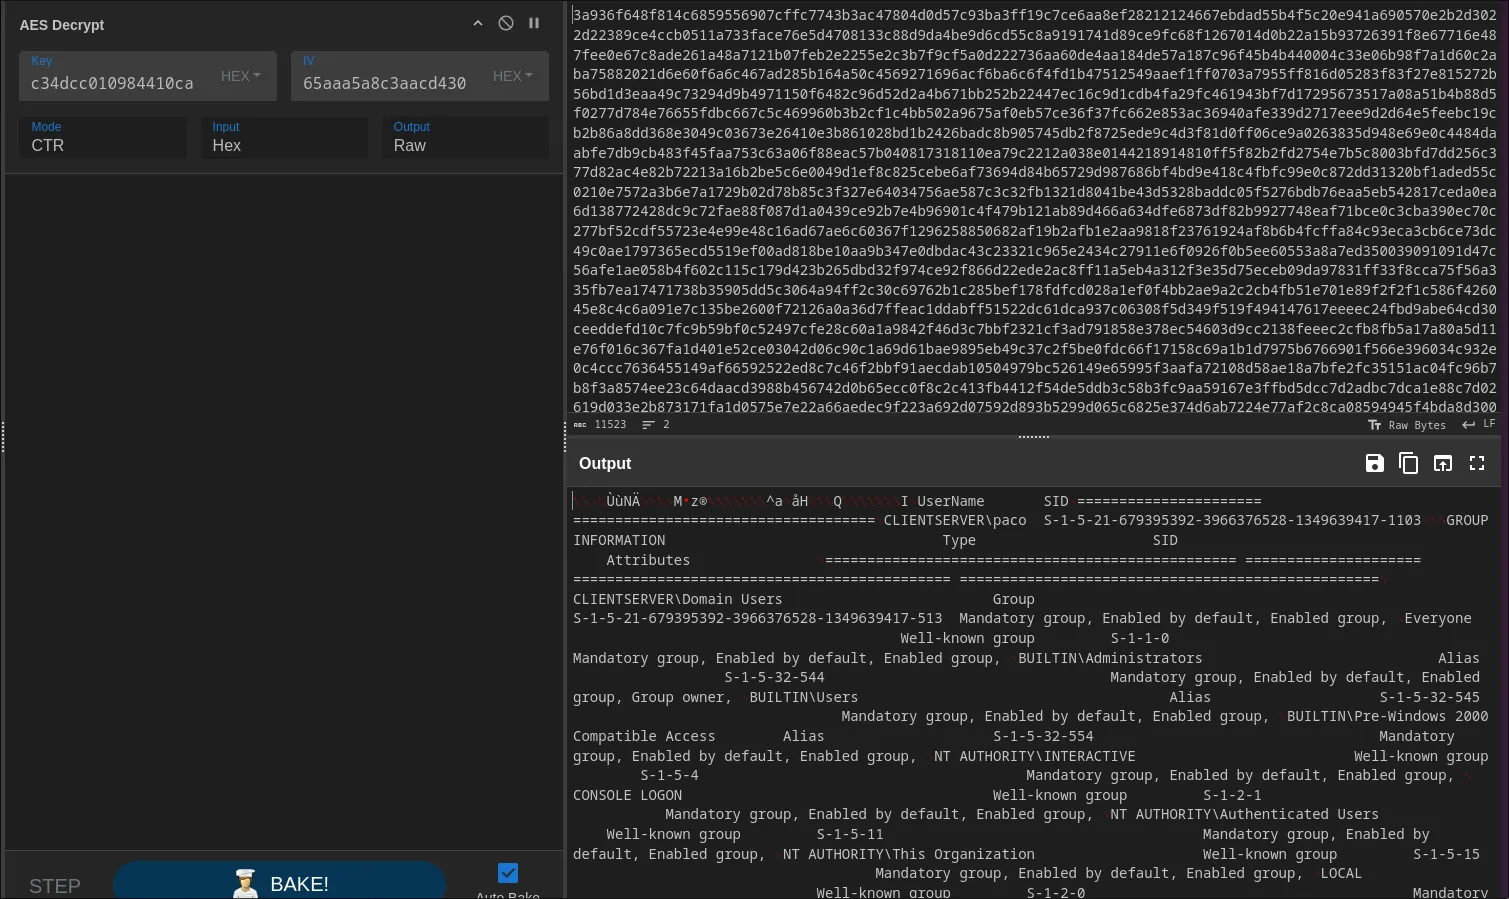 AES Decrypt
Key
c34dcc010984410ca
HEX
IV
65aaa5a8c3aacd430
HEX
Mode
CTR
Input
Hex
Output
Raw
STEP
BAKE!
Auto Bake
3a936f648f814c6859556907cffc7743b3ac47804d0d57c93ba3ff19c7ce6aa8ef28212124667ebdad55b4f5c20e941a690570e2b2d302
2d22389ce4ccb0511a733face76e5d4708133c88d9da4be9d6cd55c8a9191741d89ce9fc68f1267014d0b22a15b93726391f8e67716e48
7fee0e67c8ade261a48a7121b07feb2e2255e2c3b7f9cf5a0d222736aa60de4aa184de57a187c96f45b4b440004c33e06b98f7a1d60c2a
ba75882021d6e60f6a6c467ad285b164a50c4569271696acf6ba6c6f4fd1b47512549aaef1ff0703a7955ff816d05283f83f27e815272b
56bd1d3eaa49c73294d9b4971150f6482c96d52d2a4b671bb252b22447ec16c9d1cdb4fa29fc461943bf7d17295673517a08a51b4b88d5
f0277d784e76655fdbc667c5c469960b3b2cf1c4bb502a9675af0eb57ce36f37fc662e853ac36940afe339d2717eee9d2d64e5feebc19c
b2b86a8dd368e3049c03673e26410e3b861028bd1b2426badc8b905745db2f8725ede9c4d3f81d0ff06ce9a0263835d948e69e0c4484da
abfe7db9cb483f45faa753c63a06f88eac57b040817318110ea79c2212a038e0144218914810ff5f82b2fd2754e7b5c8003bfd7dd256c3
77d82ac4e82b72213a16b2be5c6e0049d1ef8c825cebe6af73694d84b65729d987686bf4bd9e418c4fbfc99e0c872dd31320bf1aded55c
0210e7572a3b6e7a1729b02d78b85c3f327e64034756ae587c3c32fb1321d8041be43d5328baddc05f5276bdb76eaa5eb542817ceda0ea
6d138772428dc9c72fae88f087d1a0439ce92b7e4b96901c4f479b121ab89d466a634dfe6873df82b9927748eaf71bce0c3cba390ec70c
277bf52cdf55723e4e99e48c16ad67ae6c60367f1296258850682af19b2afb1e2aa9818f23761924af8b6b4fcffa84c93eca3cb6ce73dc
49c0ae1797365ecd5519ef00ad818be10aa9b347e0dbdac43c23321c965e2434c27911e6f0926f0b5ee60553a8a7ed350039091091d47c
56afe1ae058b4f602c115c179d423b265dbd32f974ce92f866d22ede2ac8ff11a5eb4a312f3e35d75eceb09da97831ff33f8cca75f56a3
35fb7ea17471738b35905dd5c3064a94ff2c30c69762b1c285bef178fdfcd028a1ef0f4bb2ae9a2c2cb4fb51e701e89f2f2f1c586f4260
45e8c4c6a091e7c135be2600f72126a0a36d7ffeac1ddabff51522dc61dca937c06308f5d349f519f494147617eeeec24fbd9abe64cd30
ceeddefd10c7fc9b59bf0c52497cfe28c60a1a9842f46d3c7bbf2321cf3ad791858e378ec54603d9cc2138feeec2cfb8fb5a17a80a5d11
e76f016c367fa1d401e52ce03042d06c90c1a69d61bae9895eb49c37c2f5be0fdc66f17158c69a1b1d7975b6766901f566e396034c932e
0c4ccc7636455149af66592522ed8c7c46f2bbf91aecdab10504979bc526149e65995f3aafa72108d58ae18a7bfe2fc35151ac04fc96b7
b8f3a8574ee23c64daacd3988b456742d0b65ecc0f8c2c413fb4412f54de5ddb3c58b3fc9aa59167e3ffbd5dcc7d2adbc7dca1e88c7d02
619d033e2b873171fa1d0575e7e22a66aedec9f223a692d07592d893b5299d065c6825e374d6ab7224e77af2c8ca08594945f4bda8d300
ABC 11523 2 Raw Bytes LF
Output
ÙùNÄ M•z® ^a åH Q I UserName SID ======================
==================================== CLIENTSERVER\paco S-1-5-21-679395392-3966376528-1349639417-1103 GROUP
INFORMATION Type SID
Attributes ================================================= =====================
============================================= ==================================================
CLIENTSERVER\Domain Users Group
S-1-5-21-679395392-3966376528-1349639417-513 Mandatory group, Enabled by default, Enabled group, Everyone
Well-known group S-1-1-0
Mandatory group, Enabled by default, Enabled group, BUILTIN\Administrators Alias
S-1-5-32-544 Mandatory group, Enabled by default, Enabled
group, Group owner, BUILTIN\Users Alias S-1-5-32-545
Mandatory group, Enabled by default, Enabled group, BUILTIN\Pre-Windows 2000
Compatible Access Alias S-1-5-32-554 Mandatory
group, Enabled by default, Enabled group, NT AUTHORITY\INTERACTIVE Well-known group
S-1-5-4 Mandatory group, Enabled by default, Enabled group,
CONSOLE LOGON Well-known group S-1-2-1
Mandatory group, Enabled by default, Enabled group, NT AUTHORITY\Authenticated Users
Well-known group S-1-5-11 Mandatory group, Enabled by
default, Enabled group, NT AUTHORITY\This Organization Well-known group S-1-5-15
Mandatory group, Enabled by default, Enabled group, LOCAL
Well-known group S-1-2-0 Mandatory